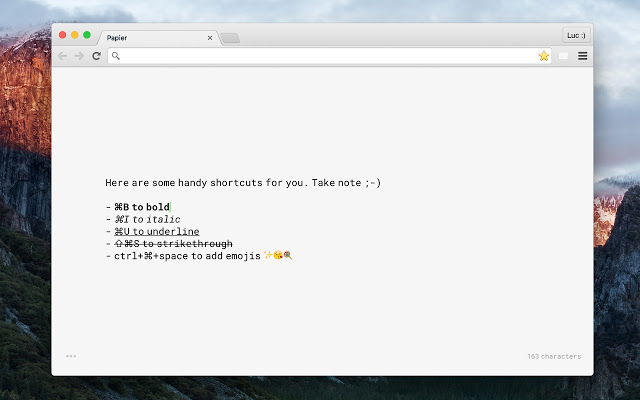 Papier
Luc :)
Here are some handy shortcuts for you. Take note ;-)
- ⌘B to bold
- ⌘I to italic
- ⌘U to underline
- ⇧⌘S to strikethrough
- ctrl+⌘+space to add emojis ✨😘🍭
163 characters